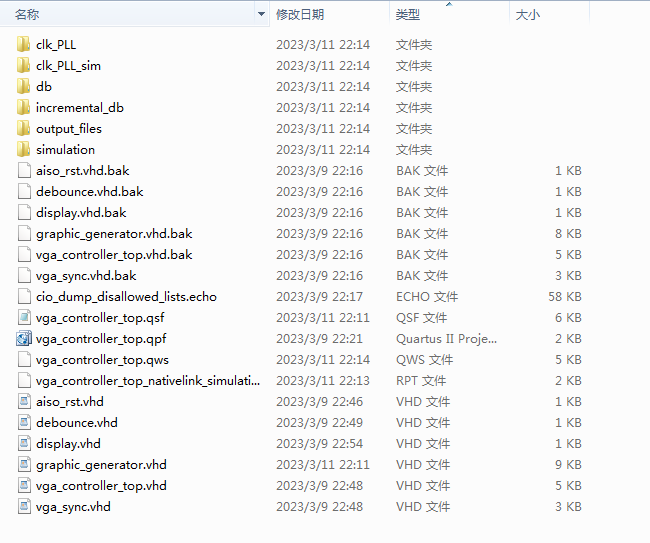 名称 修改日期 类型 大小
clk_PLL 2023/3/11 22:14 文件夹
clk_PLL_sim 2023/3/11 22:14 文件夹
db 2023/3/11 22:14 文件夹
incremental_db 2023/3/11 22:14 文件夹
output_files 2023/3/11 22:14 文件夹
simulation 2023/3/11 22:14 文件夹
aiso_rst.vhd.bak 2023/3/9 22:16 BAK 文件 1 KB
debounce.vhd.bak 2023/3/9 22:16 BAK 文件 1 KB
display.vhd.bak 2023/3/9 22:16 BAK 文件 1 KB
graphic_generator.vhd.bak 2023/3/9 22:16 BAK 文件 8 KB
vga_controller_top.vhd.bak 2023/3/9 22:16 BAK 文件 5 KB
vga_sync.vhd.bak 2023/3/9 22:16 BAK 文件 3 KB
cio_dump_disallowed_lists.echo 2023/3/9 22:17 ECHO 文件 58 KB
vga_controller_top.qsf 2023/3/11 22:11 QSF 文件 6 KB
vga_controller_top.qpf 2023/3/9 22:21 Quartus II Proje... 2 KB
vga_controller_top.qws 2023/3/11 22:14 QWS 文件 5 KB
vga_controller_top_nativelink_simulati... 2023/3/11 22:13 RPT 文件 2 KB
aiso_rst.vhd 2023/3/9 22:46 VHD 文件 1 KB
debounce.vhd 2023/3/9 22:49 VHD 文件 1 KB
display.vhd 2023/3/9 22:54 VHD 文件 1 KB
graphic_generator.vhd 2023/3/11 22:11 VHD 文件 9 KB
vga_controller_top.vhd 2023/3/9 22:48 VHD 文件 5 KB
vga_sync.vhd 2023/3/9 22:48 VHD 文件 3 KB